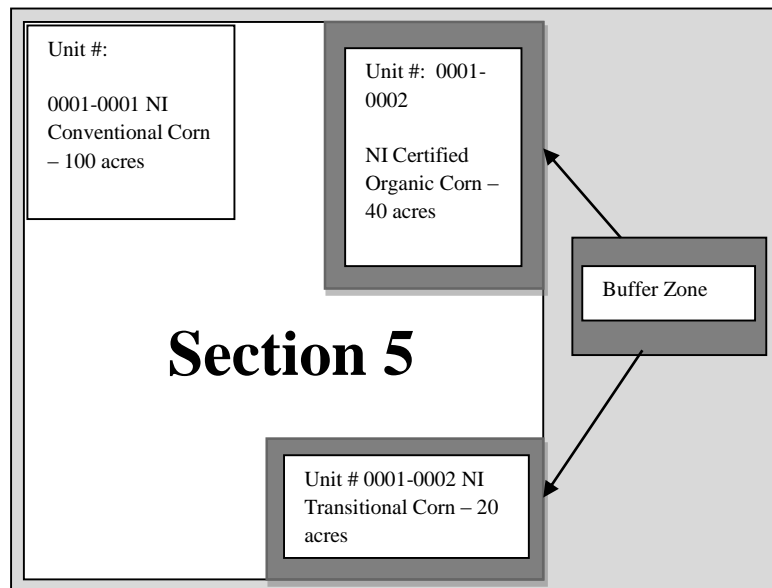 Unit #:
0001-0001 NI
Conventional Corn
– 100 acres
Unit #:  0001-
0002
NI Certified
Organic Corn –
40 acres
Buffer Zone
Section 5
Unit # 0001-0002 NI
Transitional Corn – 20
acres